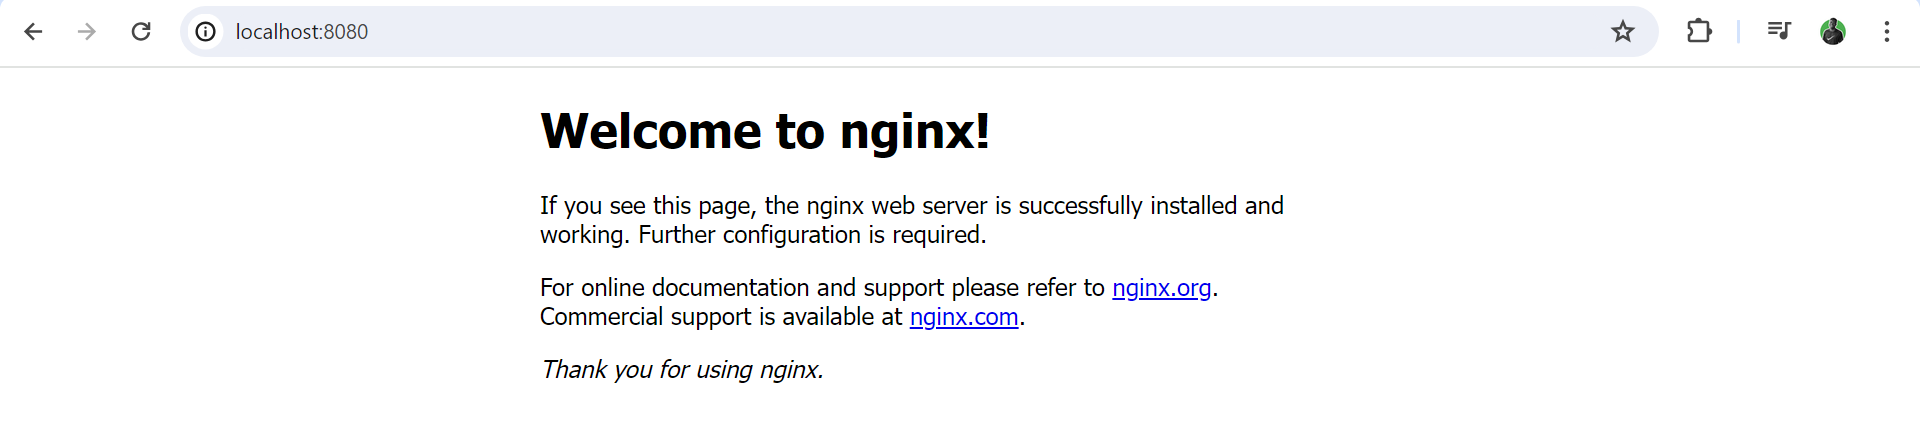 localhost:8080
Welcome to nginx!
If you see this page, the nginx web server is successfully installed and
working. Further configuration is required.
For online documentation and support please refer to nginx.org.
Commercial support is available at nginx.com.
Thank you for using nginx.